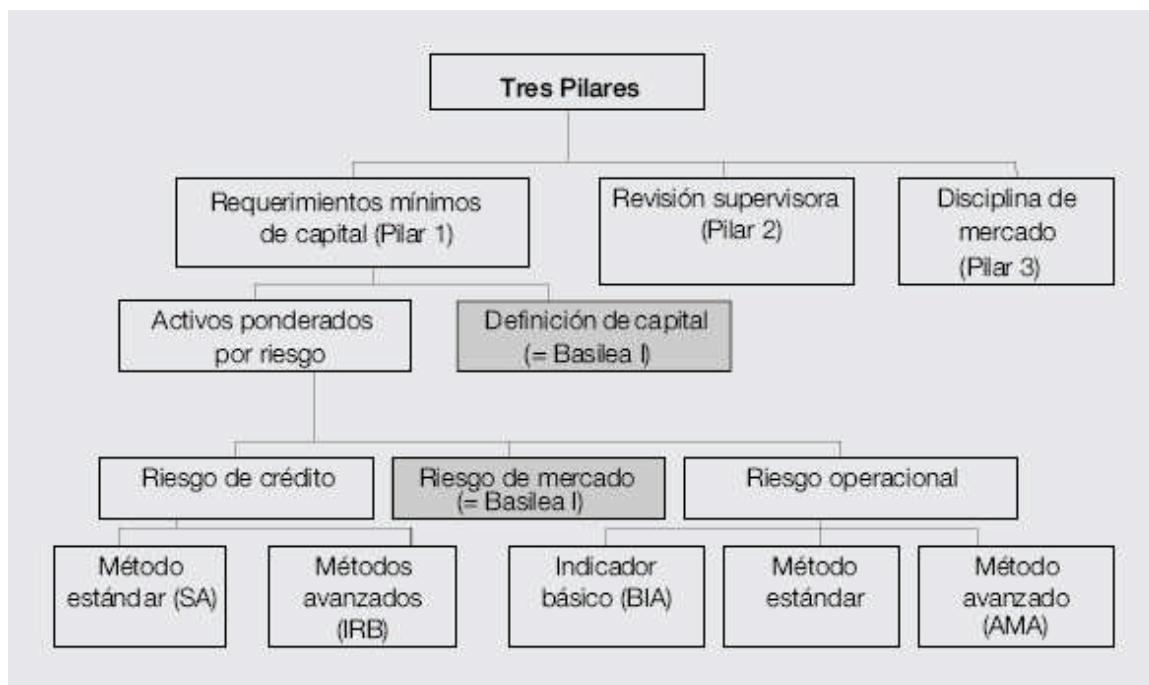 Tres Pilares
Requerimientos mínimos
de capital (Pilar 1)
Revisión supervisora
(Pilar 2)
Disciplina de
mercado
(Pilar 3)
Activos ponderados
por riesgo
Definición de capital
(= Basilea I)
Riesgo de crédito
Riesgo de mercado
(= Basilea I)
Riesgo operacional
Método
estándar (SA)
Métodos
avanzados
(IRB)
Indicador
básico (BIA)
Método
estándar
Método
avanzado
(AMA)